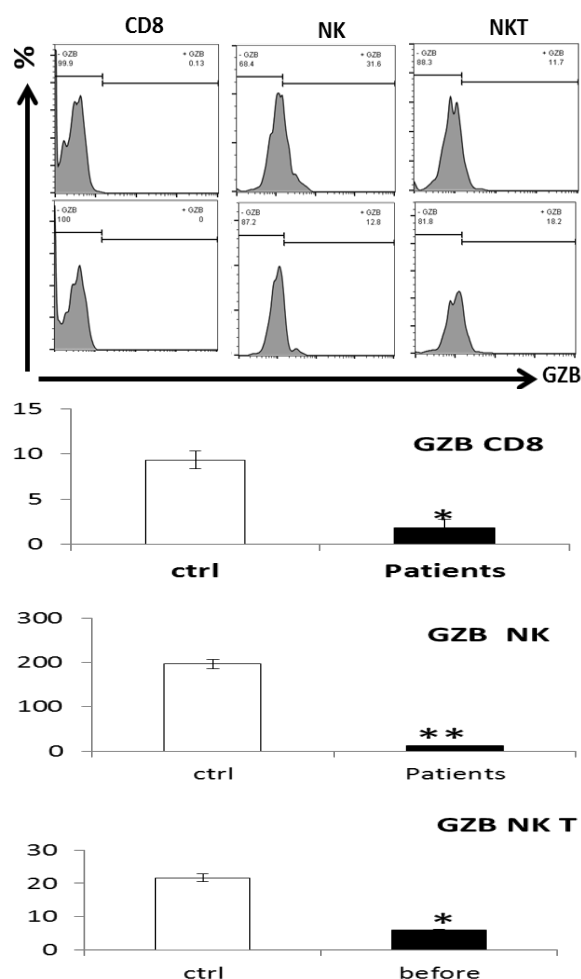 CD8 NK NKT
%
- GZB 99.9 + GZB 0.13
- GZB 68.4 + GZB 31.6
- GZB 88.3 + GZB 11.7
- GZB 100 + GZB 0
- GZB 87.2 + GZB 12.8
- GZB 81.8 + GZB 18.2
GZB
GZB CD8
15
10
5
0
*
ctrl Patients
GZB NK
300
200
100
0
**
ctrl Patients
GZB NK T
30
20
10
0
*
ctrl before